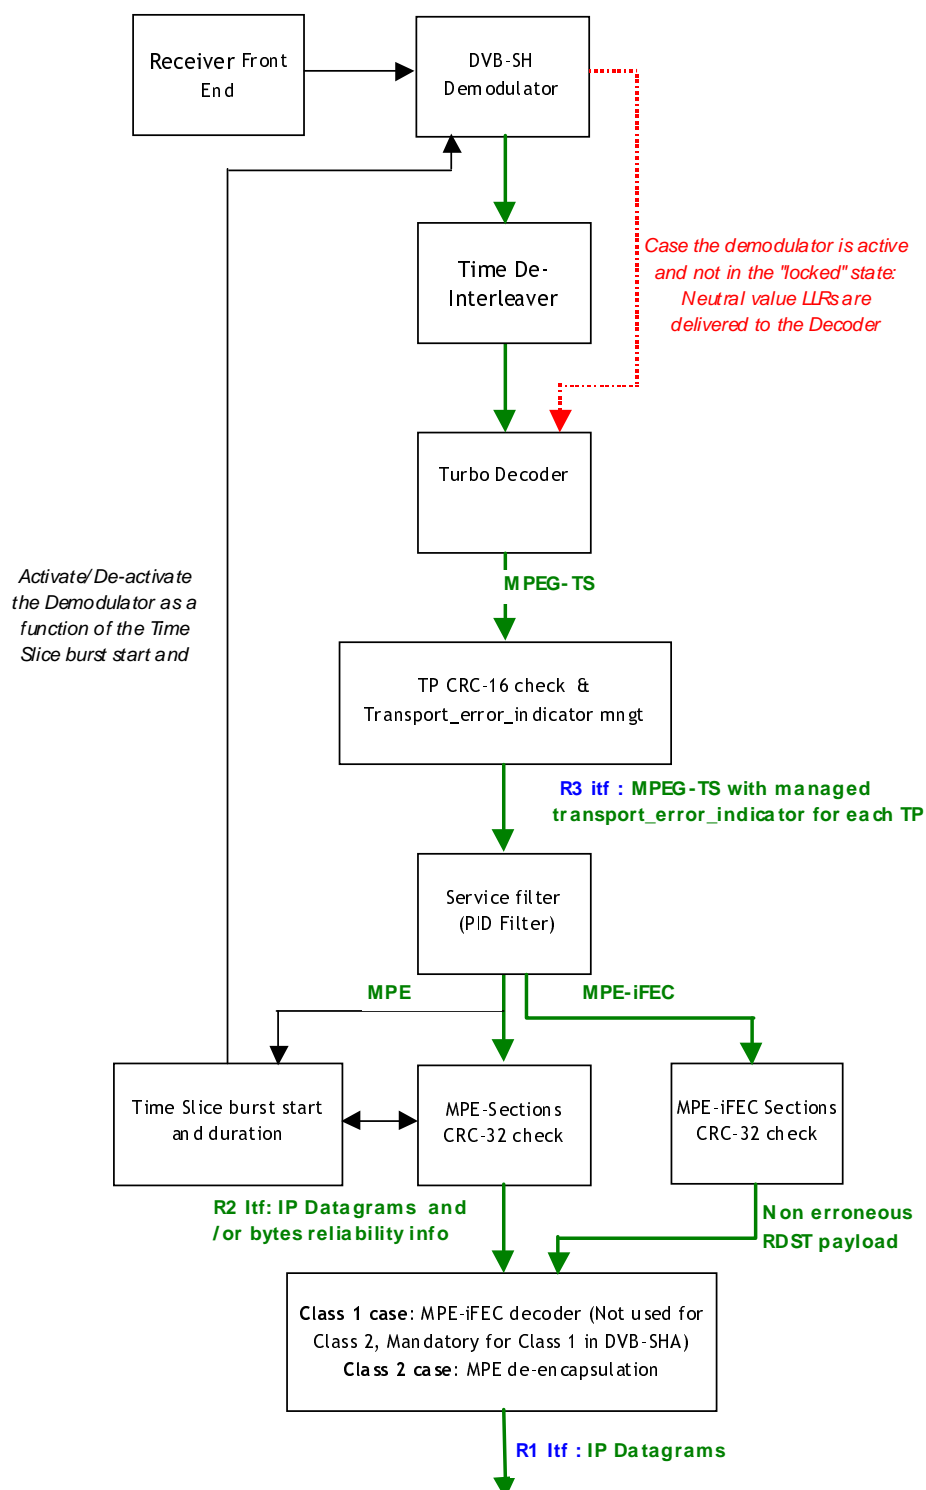 Receiver Front
End
DVB-SH
Demodulator
Time De-
Interleaver
Case the demodulator is active
and not in the "locked" state:
Neutral value LLRs are
delivered to the Decoder
Turbo Decoder
Activate/De-activate
the Demodulator as a
function of the Time
Slice burst start and
MPEG-TS
TP CRC-16 check &
Transport_error_indicator mngt
R3 itf : MPEG-TS with managed
transport_error_indicator for each TP
Service filter
(PID Filter)
MPE
MPE-iFEC
Time Slice burst start
and duration
MPE-Sections
CRC-32 check
MPE-iFEC Sections
CRC-32 check
R2 Itf: IP Datagrams and
/or bytes reliability info
Non erroneous
RDST payload
Class 1 case: MPE-iFEC decoder (Not used for
Class 2, Mandatory for Class 1 in DVB-SHA)
Class 2 case: MPE de-encapsulation
R1 Itf : IP Datagrams